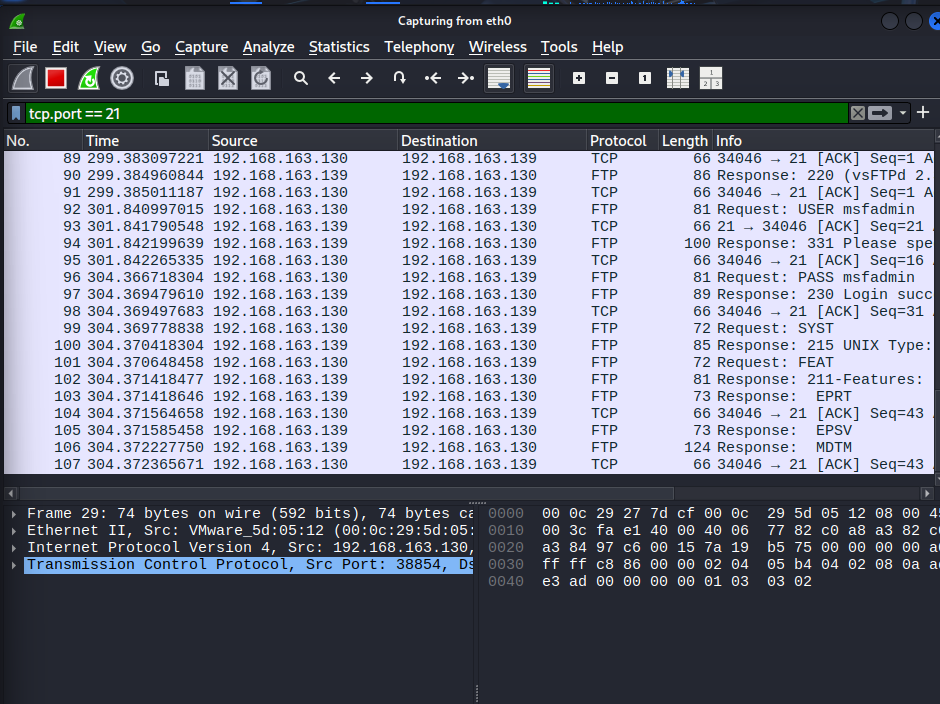 Capturing from eth0
File Edit View Go Capture Analyze Statistics Telephony Wireless Tools Help
tcp.port == 21
No. Time Source Destination Protocol Length Info
89 299.383097221 192.168.163.130 192.168.163.139 TCP 66 34046 → 21 [ACK] Seq=1 A
90 299.384960844 192.168.163.139 192.168.163.130 FTP 86 Response: 220 (vsFTPd 2.
91 299.385011187 192.168.163.130 192.168.163.139 TCP 66 34046 → 21 [ACK] Seq=1 A
92 301.840997015 192.168.163.130 192.168.163.139 FTP 81 Request: USER msfadmin
93 301.841790548 192.168.163.139 192.168.163.130 TCP 66 21 → 34046 [ACK] Seq=21
94 301.842199639 192.168.163.139 192.168.163.130 FTP 100 Response: 331 Please spe
95 301.842265335 192.168.163.130 192.168.163.139 TCP 66 34046 → 21 [ACK] Seq=16
96 304.366718304 192.168.163.130 192.168.163.139 FTP 81 Request: PASS msfadmin
97 304.369479610 192.168.163.139 192.168.163.130 FTP 89 Response: 230 Login succ
98 304.369497683 192.168.163.130 192.168.163.139 TCP 66 34046 → 21 [ACK] Seq=31
99 304.369778838 192.168.163.130 192.168.163.139 FTP 72 Request: SYST
100 304.370418304 192.168.163.139 192.168.163.130 FTP 85 Response: 215 UNIX Type:
101 304.370648458 192.168.163.130 192.168.163.139 FTP 72 Request: FEAT
102 304.371418477 192.168.163.139 192.168.163.130 FTP 81 Response: 211-Features:
103 304.371418646 192.168.163.139 192.168.163.130 FTP 73 Response: EPRT
104 304.371564658 192.168.163.130 192.168.163.139 TCP 66 34046 → 21 [ACK] Seq=43
105 304.371585458 192.168.163.139 192.168.163.130 FTP 73 Response: EPSV
106 304.372227750 192.168.163.139 192.168.163.130 FTP 124 Response: MDTM
107 304.372365671 192.168.163.130 192.168.163.139 TCP 66 34046 → 21 [ACK] Seq=43
Frame 29: 74 bytes on wire (592 bits), 74 bytes ca
Ethernet II, Src: VMware_5d:05:12 (00:0c:29:5d:05:
Internet Protocol Version 4, Src: 192.168.163.130,
Transmission Control Protocol, Src Port: 38854, Ds
0000 00 0c 29 27 7d cf 00 0c 29 5d 05 12 08 00 45
0010 00 3c fa e1 40 00 40 06 77 82 c0 a8 a3 82 c0
0020 a3 84 97 c6 00 15 7a 19 b5 75 00 00 00 00 a0
0030 ff ff c8 86 00 00 02 04 05 b4 04 02 08 0a
0040 e3 ad 00 00 00 00 01 03 03 02